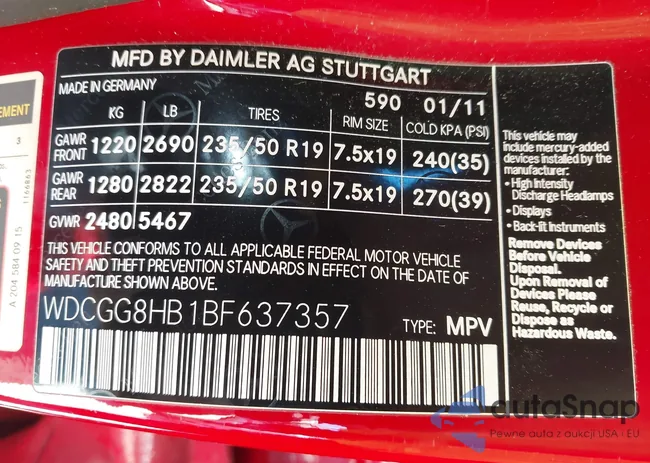 MFD BY DAIMLER AG STUTTGART
MADE IN GERMANY
590 01/11
KG LB TIRES RIM SIZE COLD KPA (PSI)
GAWR FRONT 1220 2690 235/50 R19 7.5x19 240(35)
GAWR REAR 1280 2822 235/50 R19 7.5x19 270(39)
GVWR 2480 5467
THIS VEHICLE CONFORMS TO ALL APPLICABLE FEDERAL MOTOR VEHICLE
SAFETY AND THEFT PREVENTION STANDARDS IN EFFECT ON THE DATE OF
MANUFACTURE SHOWN ABOVE.
WDCGG8HB1BF637357
TYPE: MPV
This vehicle may
include mercury-added
devices installed by the
manufacturer:
• High Intensity
Discharge Headlamps
• Displays
• Back-lit Instruments
Remove Devices
Before Vehicle
Disposal.
Upon Removal of
Devices Please
Reuse, Recycle or
Dispose as
Hazardous Waste.
EMENT
3
1166863
A 204 584 09 15
autoSnap
Pewne auta z aukcji USA i EU